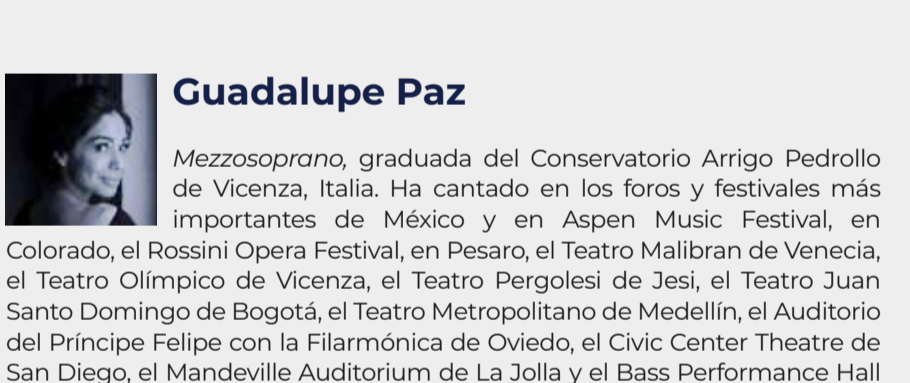 Guadalupe Paz
Mezzosoprano, graduada del Conservatorio Arrigo Pedrollo
de Vicenza, Italia. Ha cantado en los foros y festivales más
importantes de México y en Aspen Music Festival, en
Colorado, el Rossini Opera Festival, en Pesaro, el Teatro Malibran de Venecia,
el Teatro Olímpico de Vicenza, el Teatro Pergolesi de Jesi, el Teatro Juan
Santo Domingo de Bogotá, el Teatro Metropolitano de Medellín, el Auditorio
del Príncipe Felipe con la Filarmónica de Oviedo, el Civic Center Theatre de
San Diego, el Mandeville Auditorium de La Jolla y el Bass Performance Hall